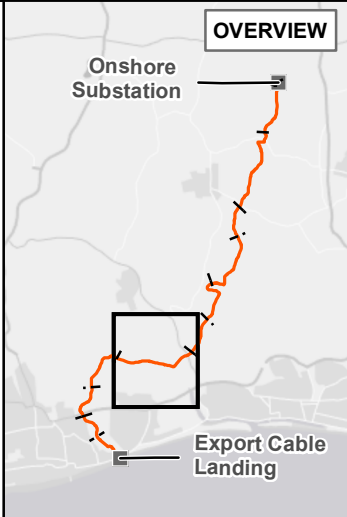 OVERVIEW
Onshore
Substation
Export Cable
Landing